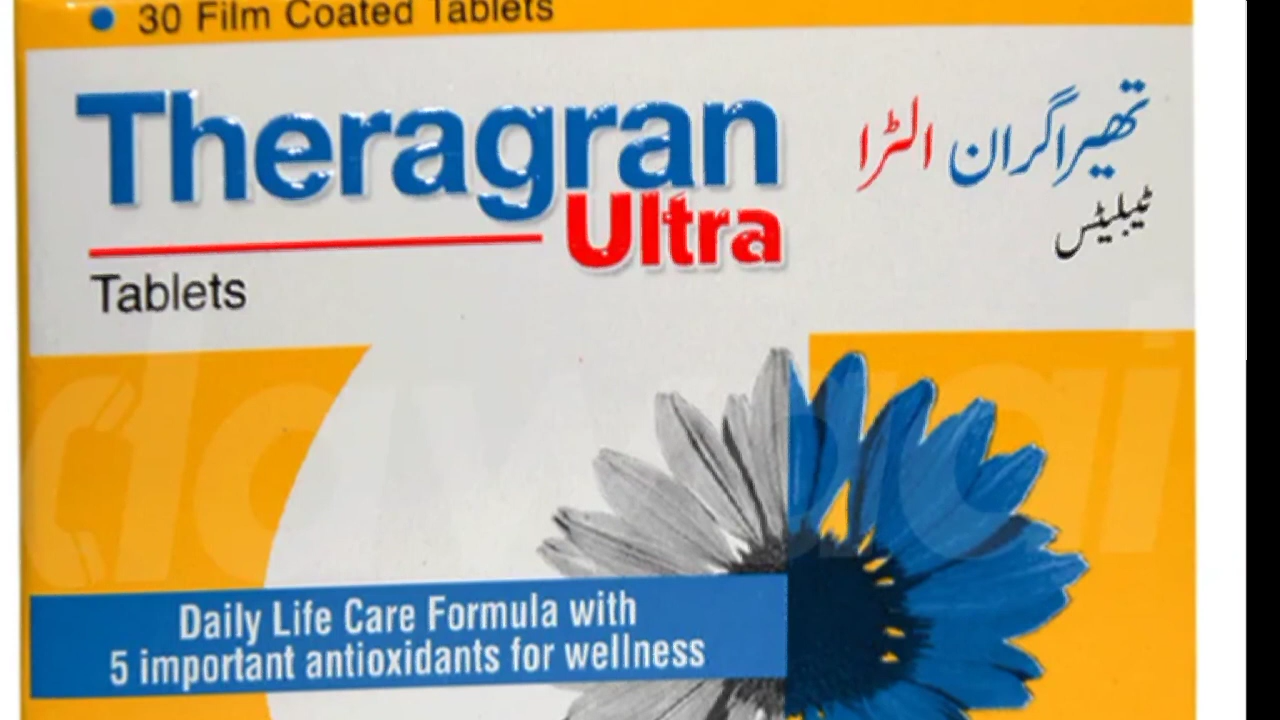 30 Film Coated Tablets
Theragran
Ultra
تھیراگران الٹرا
ٹیبلیٹس
Tablets
Daily Life Care Formula with
5 important antioxidants for wellness